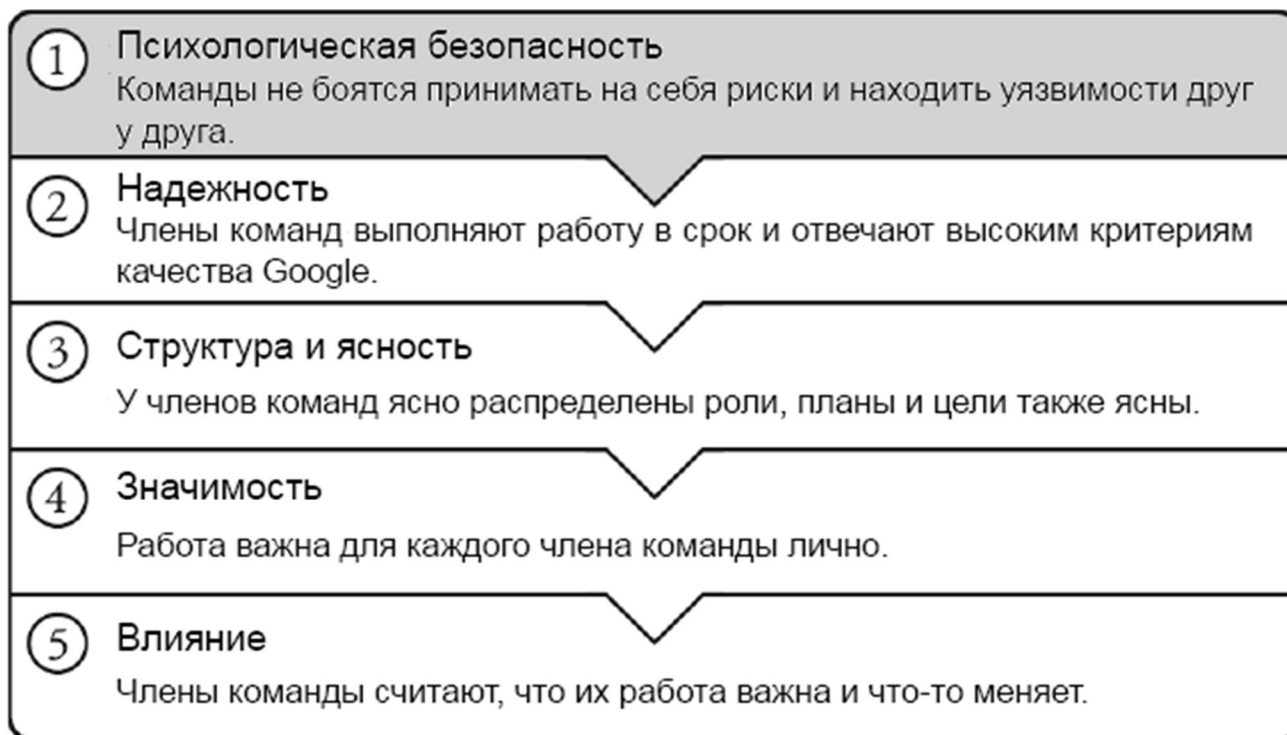 1 Психологическая безопасность
Команды не боятся принимать на себя риски и находить уязвимости друг
у друга.
2 Надежность
Члены команд выполняют работу в срок и отвечают высоким критериям
качества Google.
3 Структура и ясность
У членов команд ясно распределены роли, планы и цели также ясны.
4 Значимость
Работа важна для каждого члена команды лично.
5 Влияние
Члены команды считают, что их работа важна и что-то меняет.